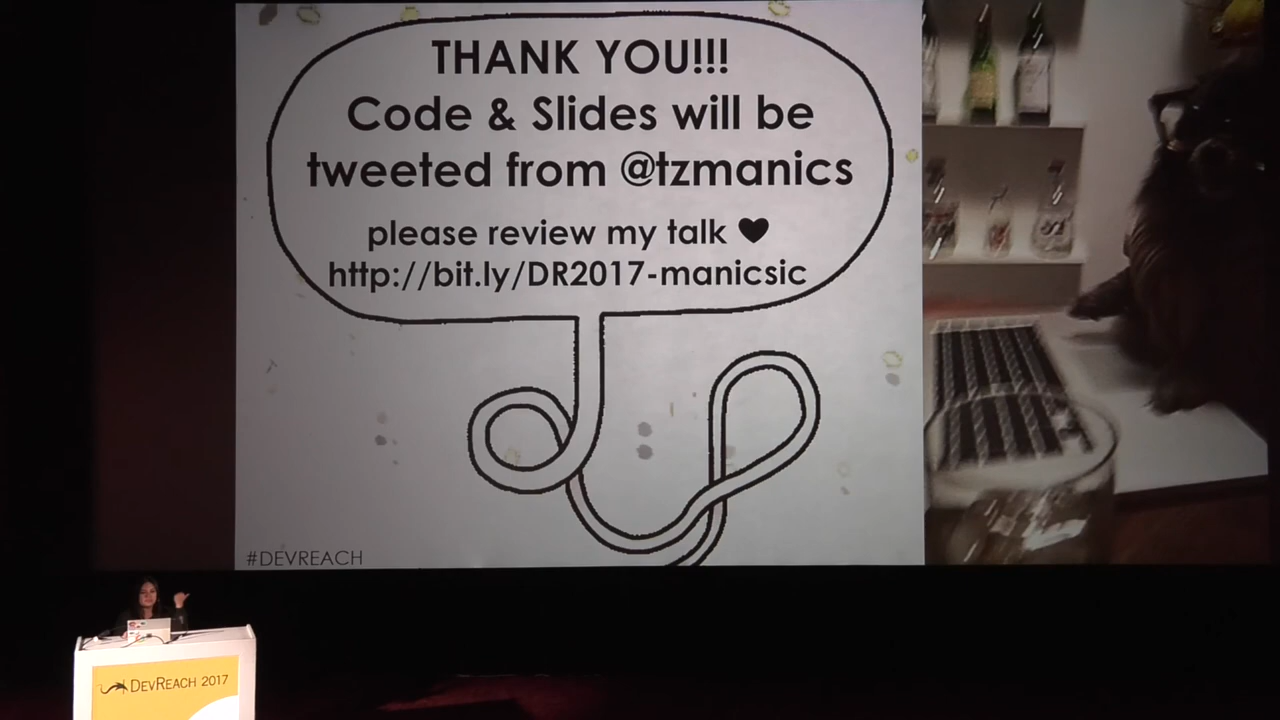 THANK YOU!!!
Code & Slides will be
tweeted from @tzmanics
please review my talk ♥
http://bit.ly/DR2017-manicsic
#DEVREACH
DEVREACH 2017